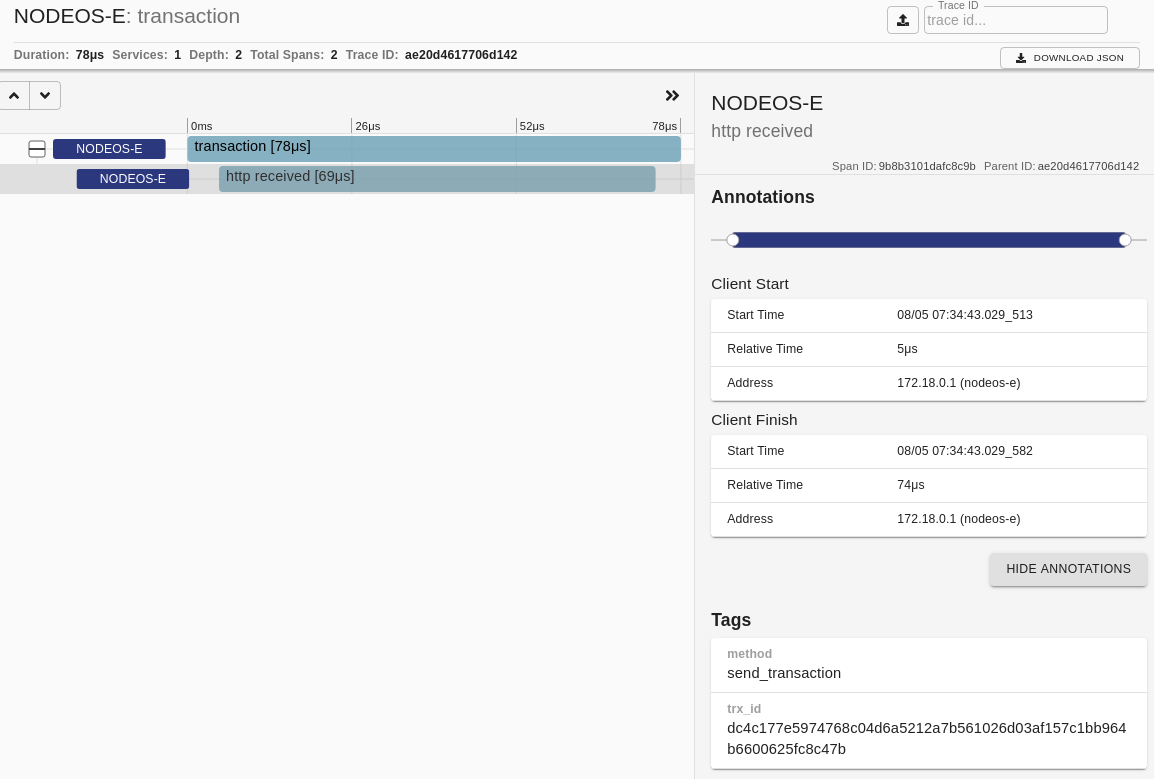 NODEOS-E: transaction
Trace ID
trace id...
Duration: 78μs Services: 1 Depth: 2 Total Spans: 2 Trace ID: ae20d4617706d142
DOWNLOAD JSON
0ms 26μs 52μs 78μs
NODEOS-E transaction [78μs]
NODEOS-E http received [69μs]
NODEOS-E
http received
Span ID: 9b8b3101dafc8c9b Parent ID: ae20d4617706d142
Annotations
Client Start
Start Time 08/05 07:34:43.029_513
Relative Time 5μs
Address 172.18.0.1 (nodeos-e)
Client Finish
Start Time 08/05 07:34:43.029_582
Relative Time 74μs
Address 172.18.0.1 (nodeos-e)
HIDE ANNOTATIONS
Tags
method
send_transaction
trx_id
dc4c177e5974768c04d6a5212a7b561026d03af157c1bb964
b6600625fc8c47b